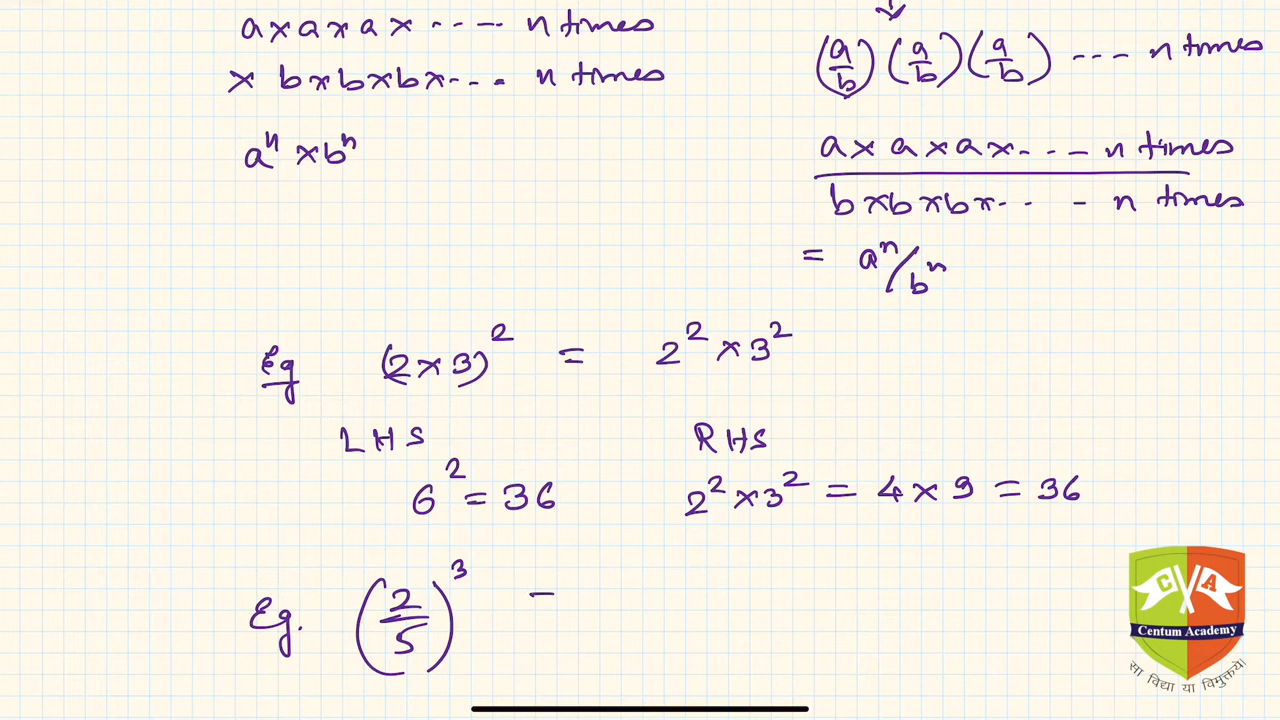 a×a×a× ---- n times
× b×b×b×--- n times
aⁿ ×bⁿ
(a/b)(a/b)(a/b) --- n times
a× a ×a×---- n times
b×b×b×-- - n times
= aⁿ/bⁿ
Eg (2×3)² = 2² ×3²
LHS
6² = 36
RHS
2² ×3² = 4 × 9 = 36
Eg. (2/5)³ -
C A
Centum Academy
सा विद्या या विमुक्तये।